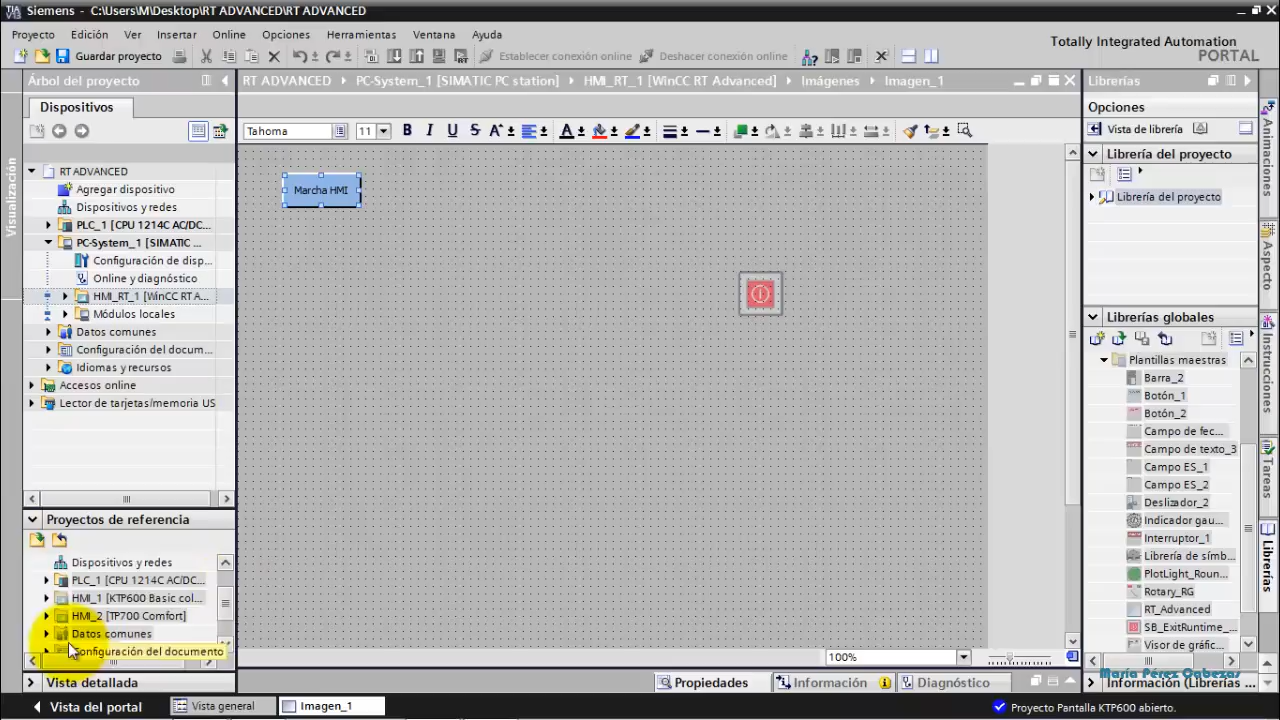 Siemens - C:\Users\M\Desktop\RT ADVANCED\RT ADVANCED
Proyecto Edición Ver Insertar Online Opciones Herramientas Ventana Ayuda
Totally Integrated Automation
PORTAL
Guardar proyecto Establecer conexión online Deshacer conexión online
Árbol del proyecto
RT ADVANCED PC-System_1 [SIMATIC PC station] HMI_RT_1 [WinCC RT Advanced] Imágenes Imagen_1
Librerías
Dispositivos
Opciones
Tahoma 11 B I U S A
Vista de librería
Librería del proyecto
Librería del proyecto
Visualización
RT ADVANCED
Agregar dispositivo
Dispositivos y redes
PLC_1 [CPU 1214C AC/DC...
PC-System_1 [SIMATIC ...
Configuración de disp...
Online y diagnóstico
HMI_RT_1 [WinCC RT A...
Módulos locales
Datos comunes
Configuración del docum...
Idiomas y recursos
Accesos online
Lector de tarjetas/memoria US
Marcha HMI
Librerías globales
Plantillas maestras
Barra_2
Botón_1
Botón_2
Campo de fec...
Campo de texto_3
Campo ES_1
Campo ES_2
Deslizador_2
Indicador gau...
Interruptor_1
Librería de símb...
PlotLight_Roun...
Rotary_RG
RT_Advanced
SB_ExitRuntime_...
Visor de gráfic...
Animaciones
Aspecto
Instrucciones
Tareas
Librerías
Proyectos de referencia
Dispositivos y redes
PLC_1 [CPU 1214C AC/DC...
HMI_1 [KTP600 Basic col...
HMI_2 [TP700 Comfort]
Datos comunes
Configuración del documento
100%
Vista detallada
Propiedades Información Diagnóstico
Información (Librerías ...
María Pérez Cabezas
Vista del portal Vista general Imagen_1
Proyecto Pantalla KTP600 abierto.